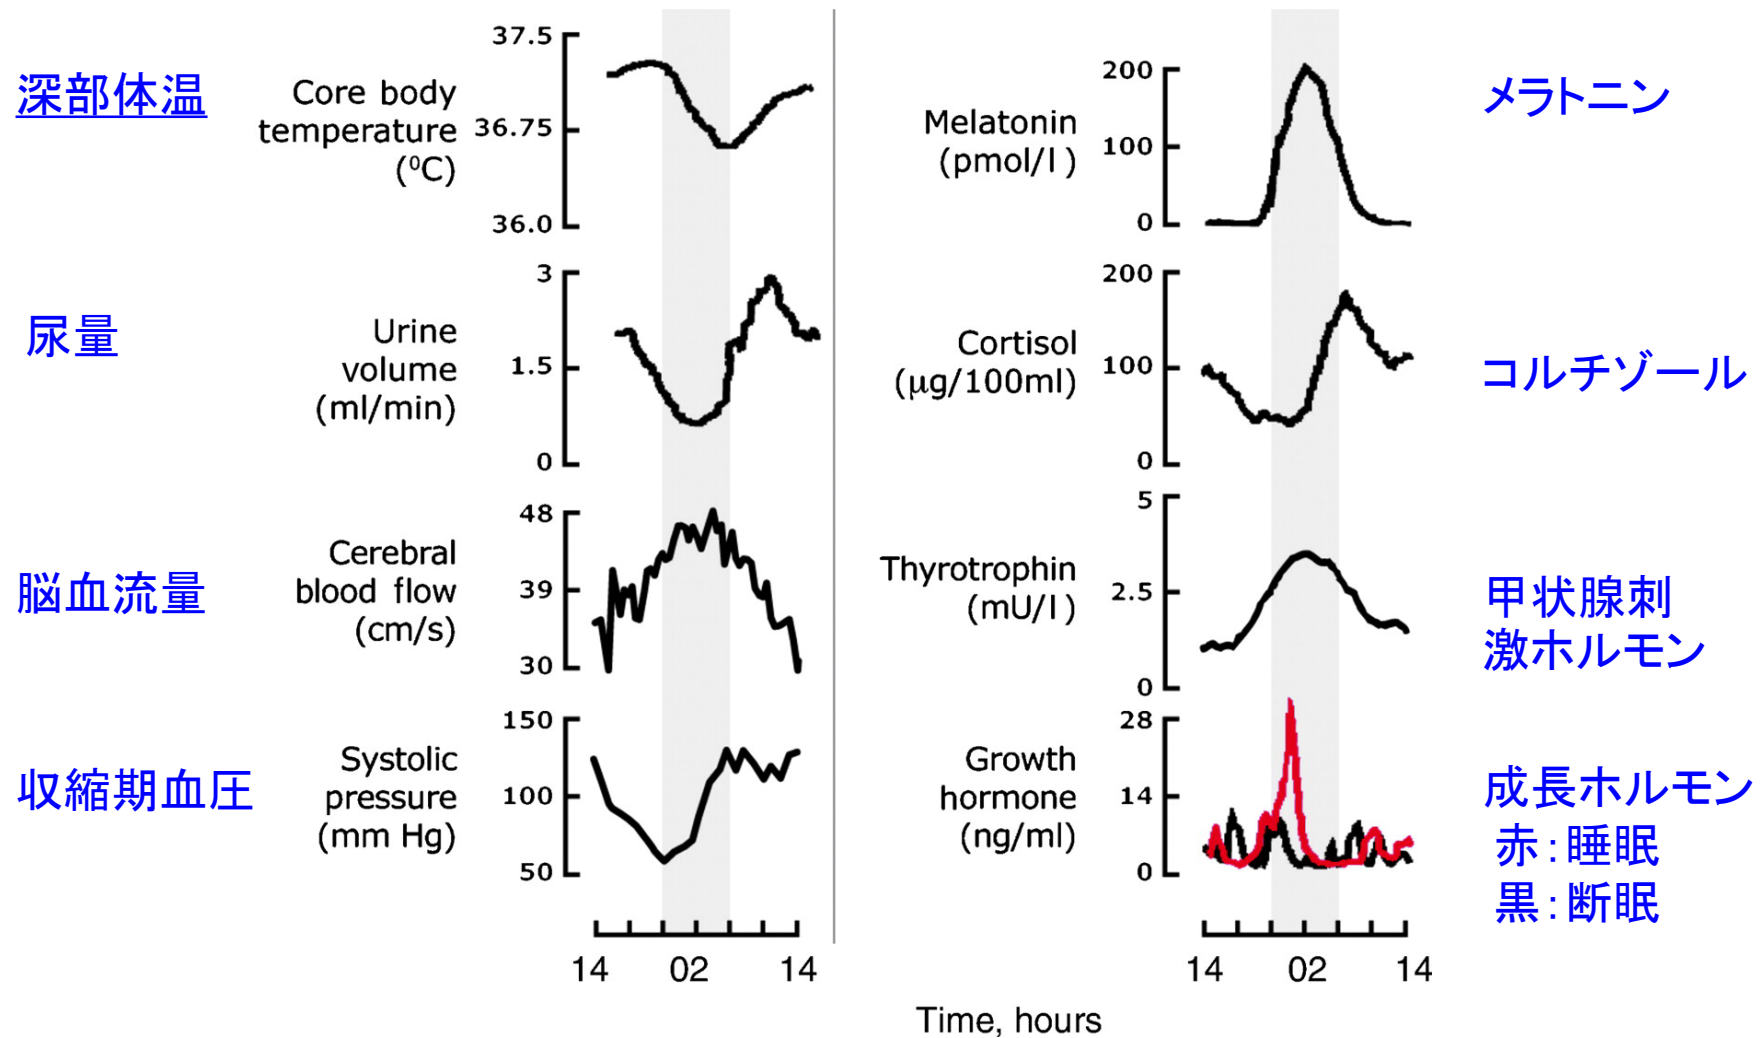 深部体温
Core body
temperature
(⁰C)
37.5
36.75
36.0
尿量
Urine
volume
(ml/min)
3
1.5
0
脳血流量
Cerebral
blood flow
(cm/s)
48
39
30
収縮期血圧
Systolic
pressure
(mm Hg)
150
100
50
14 02 14
Melatonin
(pmol/l)
200
100
0
メラトニン
Cortisol
(μg/100ml)
200
100
0
コルチゾール
Thyrotrophin
(mU/l)
5
2.5
0
甲状腺刺
激ホルモン
Growth
hormone
(ng/ml)
28
14
0
成長ホルモン
赤：睡眠
黒：断眠
14 02 14
Time, hours